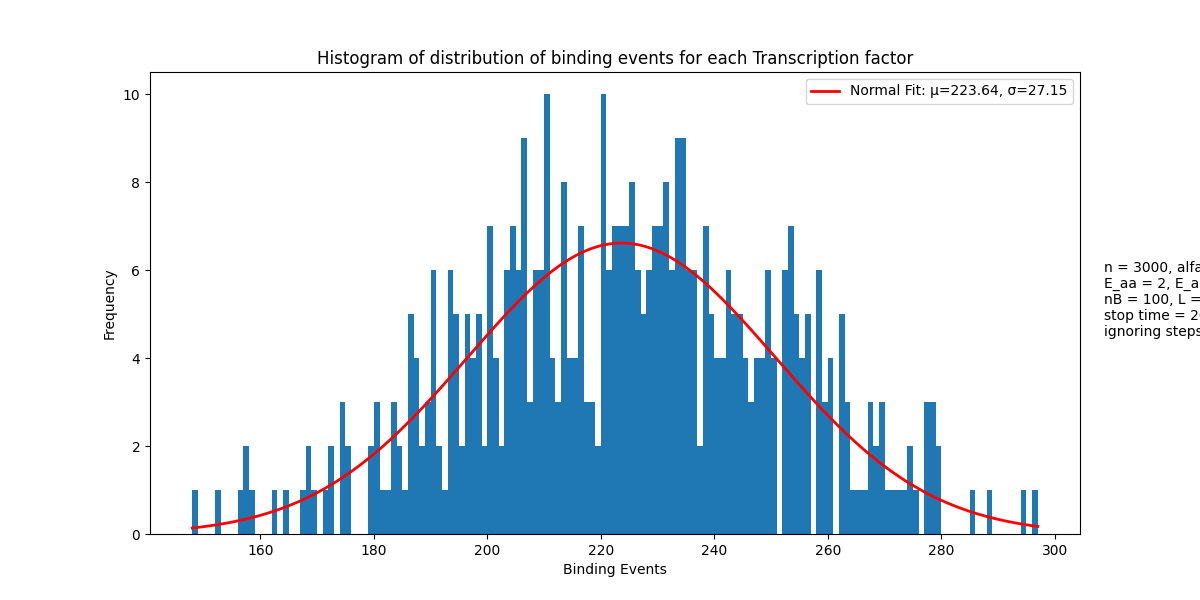 Histogram of distribution of binding events for each Transcription factor
Normal Fit: μ=223.64, σ=27.15
10
8
6
4
2
0
Frequency
160
180
200
220
240
260
280
300
Binding Events
n = 3000, alfa
E_aa = 2, E_a
nB = 100, L =
stop time = 2
ignoring steps